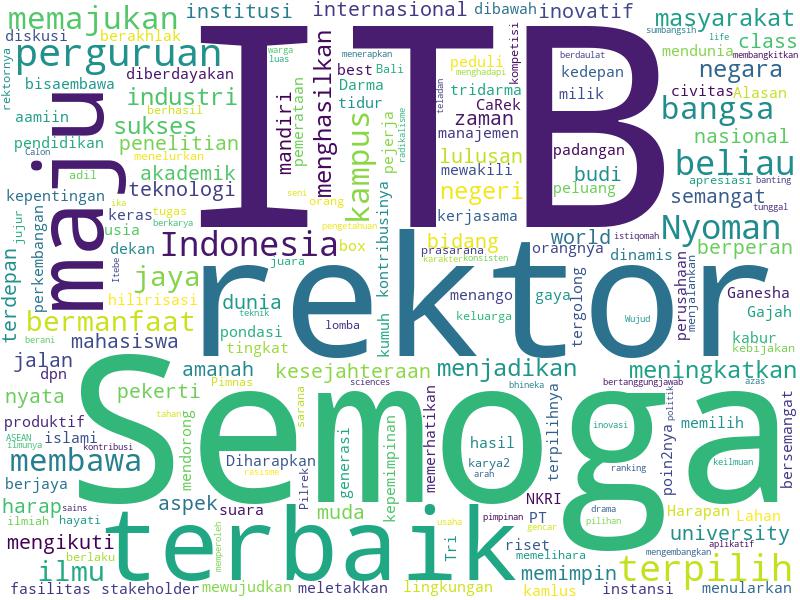 memajukan
institusi
internasional
dibawah
inovatif
masyarakat
sumbangsih
life
diskusi
berakhlak
mendunia
class
membangkitkan
perguruan
warga
luas
menerapkan
ITB
kompetisi
berdaulat
rektornya
diberdayakan
best
Bali
peduli
menghadapi
kedepan
negara
bisaembawa
industri
menghasilkan
Darma
tidur
teladan
tridarma
CaRek
milik
civitas
Alasan
aamiin
berhasil
sukses
mandiri
pemerataan
zaman
manajemen
bangsa
pendidikan
penelitian
kampus
pejerja
radikalisme
lulusan
padangan
nasional
Calon
menelurkan
mewakili
beliau
maju
adil
akademik
budi
apresiasi
banting
kepentingan
ika
teknologi
seni
orang
negeri
peluang
semangat
tunggal
jujur
perkembangan
keras
tugas
berkarya
pengetahuan
kerjasama
Nyoman
usia
dekan
Indonesia
box
kontribusinya
bidang
prasarana
world
istiqomah
orangnya
berperan
terdepan
Itebe
juara
karakter
konsisten
dinamis
perusahaan
menjalankan
jaya
rektor
tergolong
hilirisasi
dunia
menango
gaya
Ganesha
bermanfaat
teknik
lomba
kumuh
keluarga
Wujud
Gajah
berani
mahasiswa
pondasi
kabur
tingkat
kebijakan
jalan
amanah
kesejahteraan
menjadikan
meningkatkan
dpn
Pimnas
sciences
bhineka
bertanggungjawab
azas
nyata
pekerti
Semoga
sarana
memerhatikan
terpilihnya
politik
bersemangat
produktif
tahan
generasi
kepemimpinan
inovasi
memilih
ASEAN
islami
kontribusi
mendorong
hasil
poin2nya
ilmunya
membawa
Diharapkan
karya2
ranking
keilmuan
rasisme
arah
berjaya
Pilrek
NKRI
harap
sains
aspek
suara
muda
drama
Harapan
Lahan
ilmiah
hayati
terbaik
usaha
pimpinan
PT
pilihan
gencar
university
mengikuti
memperoleh
Tri
riset
aplikatif
berlaku
memelihara
mengembangkan
ilmu
memimpin
terpilih
fasilitas
stakeholder
mewujudkan
meletakkan
lingkungan
kamlus
instansi
menularkan